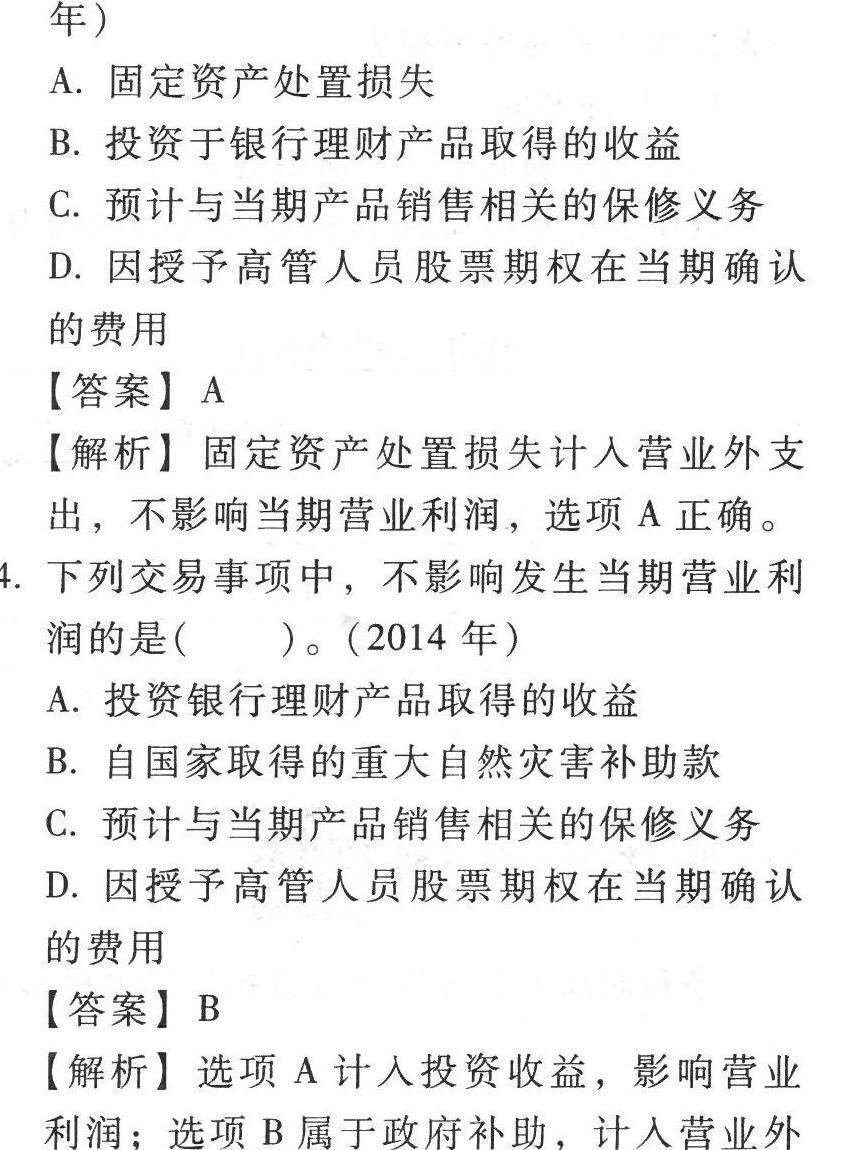 年)
A. 固定资产处置损失
B. 投资于银行理财产品取得的收益
C. 预计与当期产品销售相关的保修义务
D. 因授予高管人员股票期权在当期确认
的费用
【答案】 A
【解析】 固定资产处置损失计入营业外支
出，不影响当期营业利润，选项 A 正确。
4. 下列交易事项中，不影响发生当期营业利
润的是(　　)。(2014 年)
A. 投资银行理财产品取得的收益
B. 自国家取得的重大自然灾害补助款
C. 预计与当期产品销售相关的保修义务
D. 因授予高管人员股票期权在当期确认
的费用
【答案】 B
【解析】 选项 A 计入投资收益，影响营业
利润；选项 B 属于政府补助，计入营业外